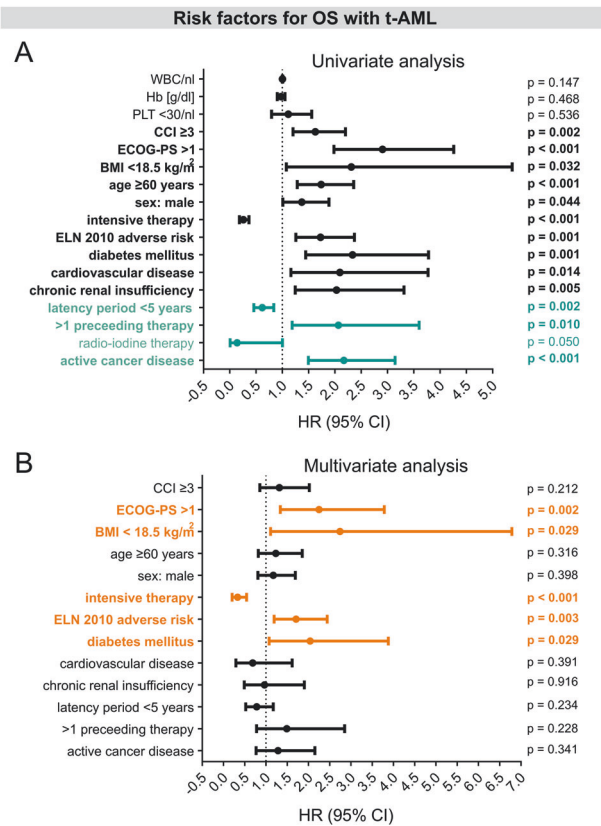 Risk factors for OS with t-AML
A
Univariate analysis
WBC/nl p = 0.147
Hb [g/dl] p = 0.468
PLT <30/nl p = 0.536
CCI ≥3 p = 0.002
ECOG-PS >1 p < 0.001
BMI <18.5 kg/m² p = 0.032
age ≥60 years p < 0.001
sex: male p = 0.044
intensive therapy p < 0.001
ELN 2010 adverse risk p = 0.001
diabetes mellitus p = 0.001
cardiovascular disease p = 0.014
chronic renal insufficiency p = 0.005
latency period <5 years p = 0.002
>1 preceeding therapy p = 0.010
radio-iodine therapy p = 0.050
active cancer disease p < 0.001
-0.5 0.0 0.5 1.0 1.5 2.0 2.5 3.0 3.5 4.0 4.5 5.0
HR (95% CI)
B
Multivariate analysis
CCI ≥3 p = 0.212
ECOG-PS >1 p = 0.002
BMI < 18.5 kg/m² p = 0.029
age ≥60 years p = 0.316
sex: male p = 0.398
intensive therapy p < 0.001
ELN 2010 adverse risk p = 0.003
diabetes mellitus p = 0.029
cardiovascular disease p = 0.391
chronic renal insufficiency p = 0.916
latency period <5 years p = 0.234
>1 preceeding therapy p = 0.228
active cancer disease p = 0.341
-0.5 0.0 0.5 1.0 1.5 2.0 2.5 3.0 3.5 4.0 4.5 5.0 5.5 6.0 6.5 7.0
HR (95% CI)